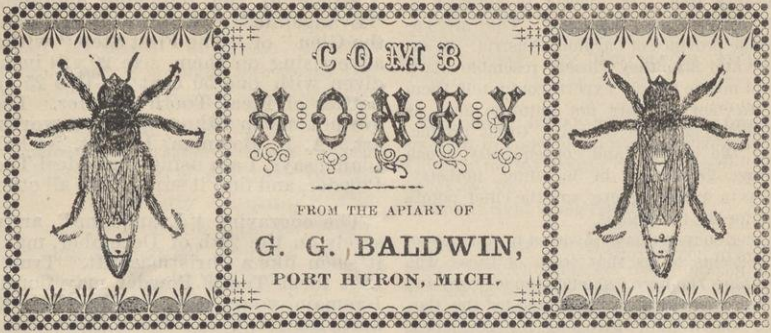 COMB
HONEY
FROM THE APIARY OF
G. G. BALDWIN,
PORT HURON, MICH.